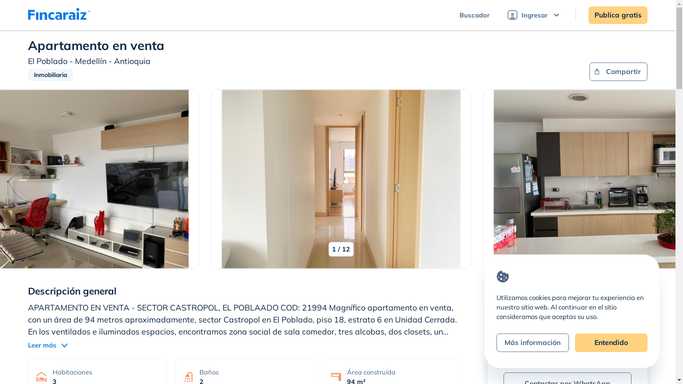 Fincaraiz
Buscador
Ingresar
Publica gratis
Apartamento en venta
El Poblado - Medellín - Antioquia
Inmobiliaria
Compartir
1 / 12
Descripción general
APARTAMENTO EN VENTA - SECTOR CASTROPOL, EL POBLAADO COD: 21994 Magnífico apartamento en venta,
con un área de 94 metros aproximadamente, sector Castropol en El Poblado, piso 18, estrato 6 en Unidad Cerrada.
En los ventilados e iluminados espacios, encontramos zona social de sala comedor, tres alcobas, dos closets, un...
Leer más
Habitaciones
3
Baños
2
Área construida
94 m²
Utilizamos cookies para mejorar tu experiencia en
nuestro sitio web. Al continuar en el sitio
consideramos que aceptas su uso.
Más información
Entendido
Contactar por WhatsApp